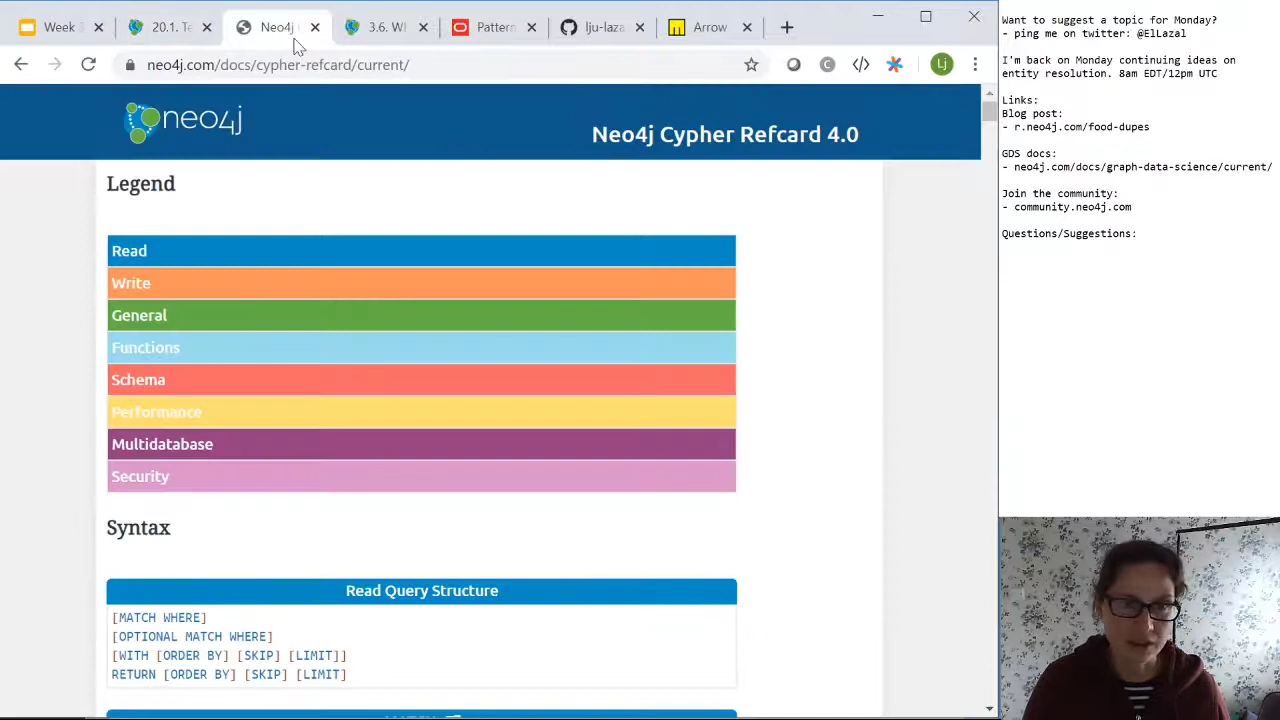 Week
20.1. Te
Neo4j
3.6. WI
Pattern
lju-laza
Arrow
neo4j.com/docs/cypher-refcard/current/
Lj
neo4j
Neo4j Cypher Refcard 4.0
Legend
Read
Write
General
Functions
Schema
Performance
Multidatabase
Security
Syntax
Read Query Structure
[MATCH WHERE]
[OPTIONAL MATCH WHERE]
[WITH [ORDER BY] [SKIP] [LIMIT]]
RETURN [ORDER BY] [SKIP] [LIMIT]
Want to suggest a topic for Monday?
- ping me on twitter: @ElLazal
I'm back on Monday continuing ideas on
entity resolution. 8am EDT/12pm UTC
Links:
Blog post:
- r.neo4j.com/food-dupes
GDS docs:
- neo4j.com/docs/graph-data-science/current/
Join the community:
- community.neo4j.com
Questions/Suggestions: